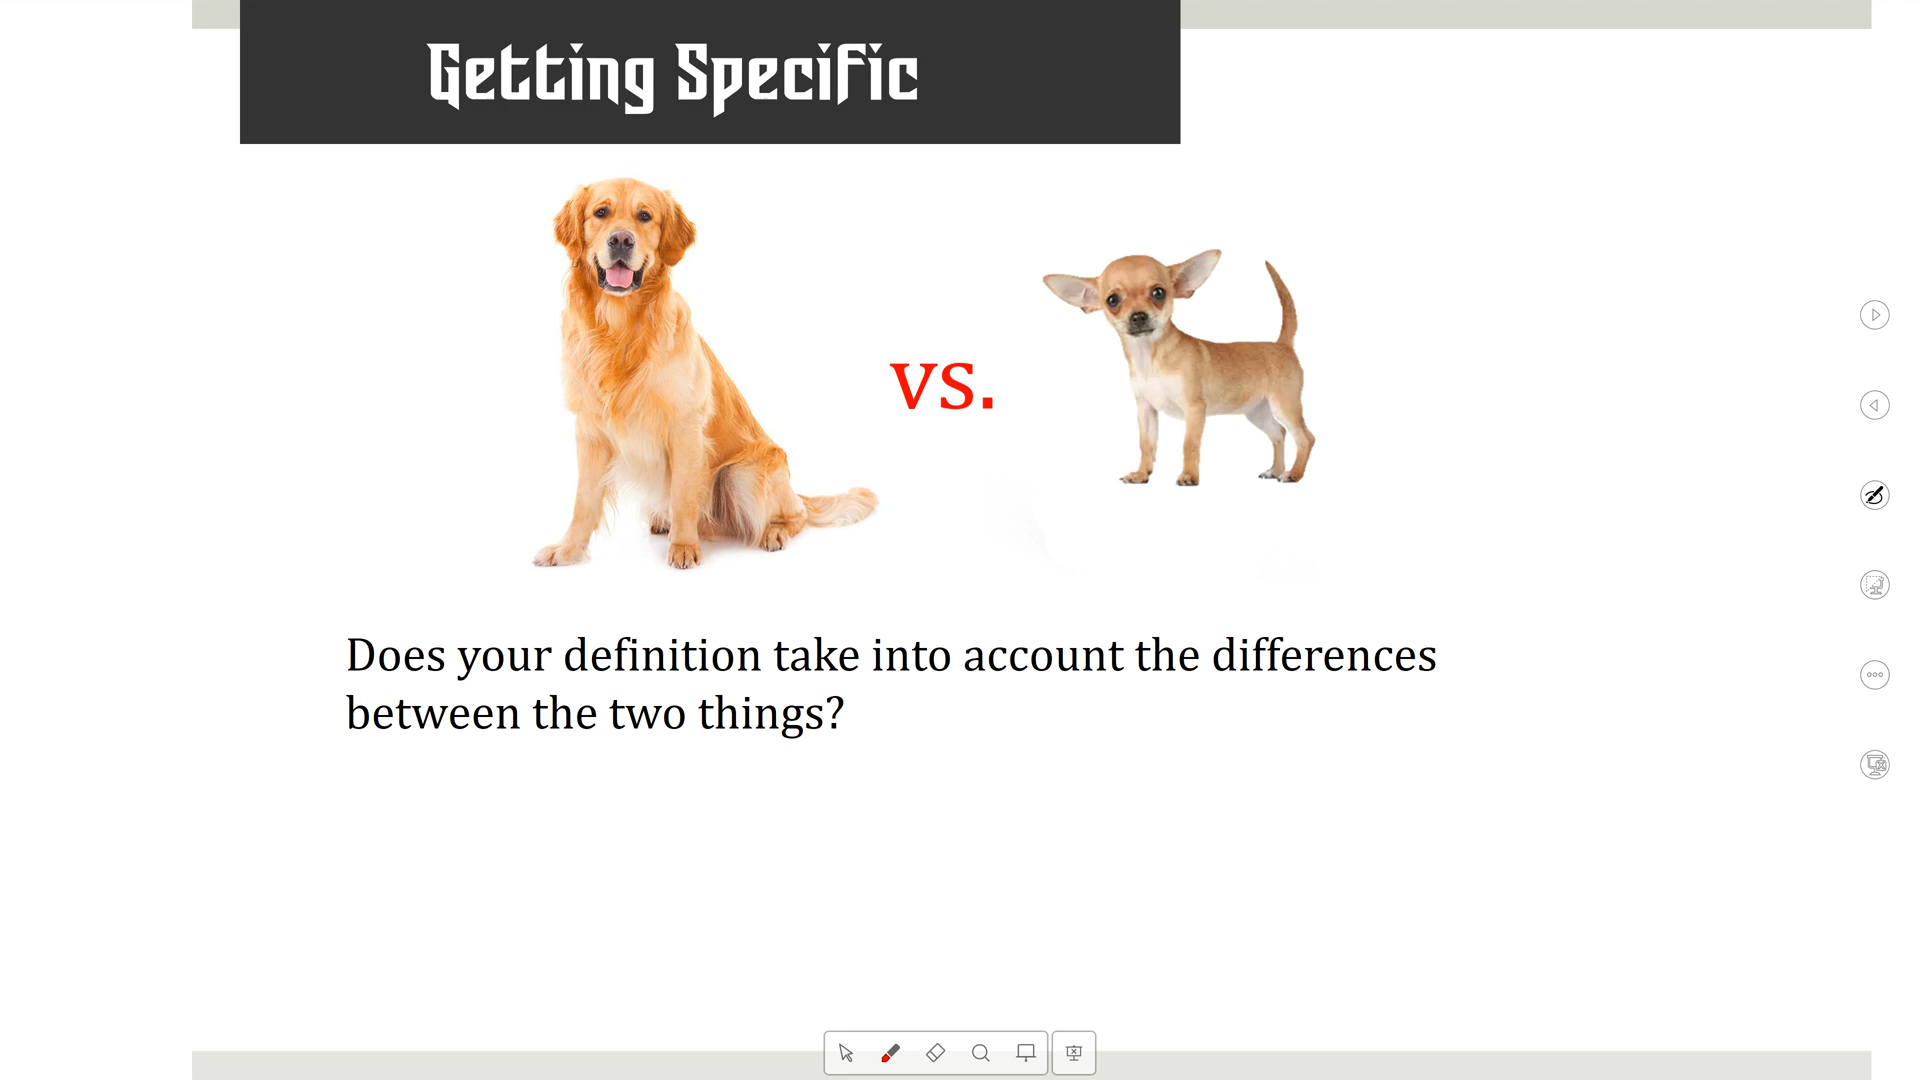 Getting Specific
vs.
Does your definition take into account the differences
between the two things?